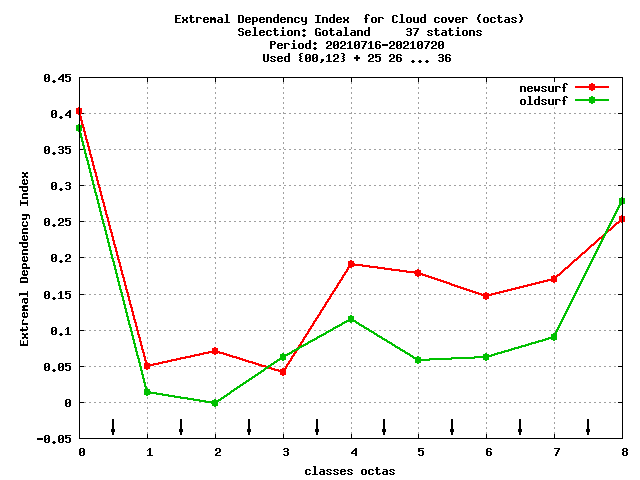 Extremal Dependency Index  for Cloud cover (octas)
Selection: Gotaland     37 stations
Period: 20210716-20210720
Used {00,12} + 25 26 ... 36
newsurf
oldsurf
0.45
0.4
0.35
0.3
0.25
0.2
0.15
0.1
0.05
0
-0.05
Extremal Dependency Index
0 1 2 3 4 5 6 7 8
classes octas